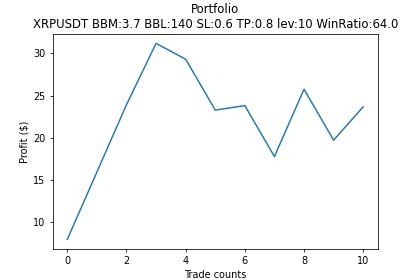 Portfolio
XRPUSDT BBM:3.7 BBL:140 SL:0.6 TP:0.8 lev:10 WinRatio:64.0
30
25
20
15
10
Profit ($)
0 2 4 6 8 10
Trade counts